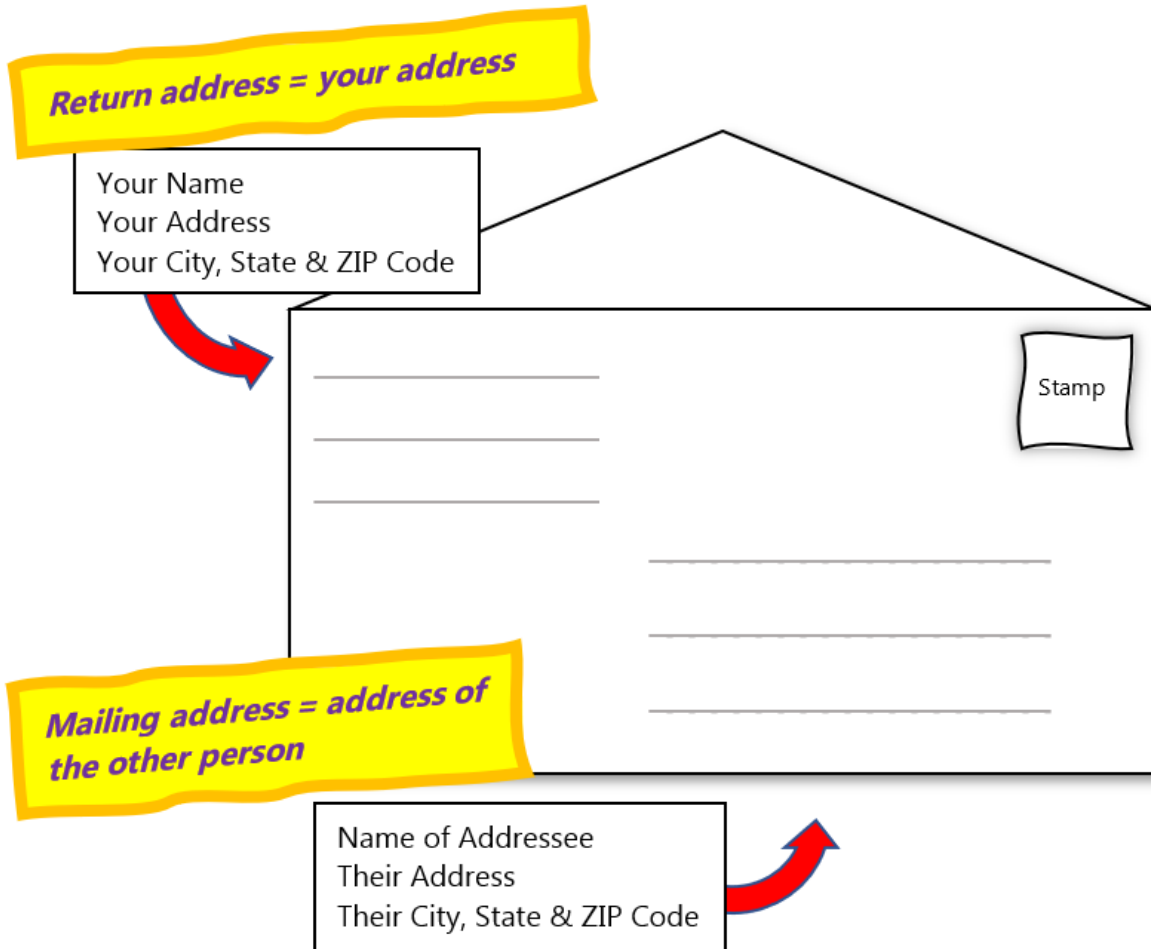 Return address = your address
Your Name
Your Address
Your City, State & ZIP Code
Stamp
Mailing address = address of
the other person
Name of Addressee
Their Address
Their City, State & ZIP Code